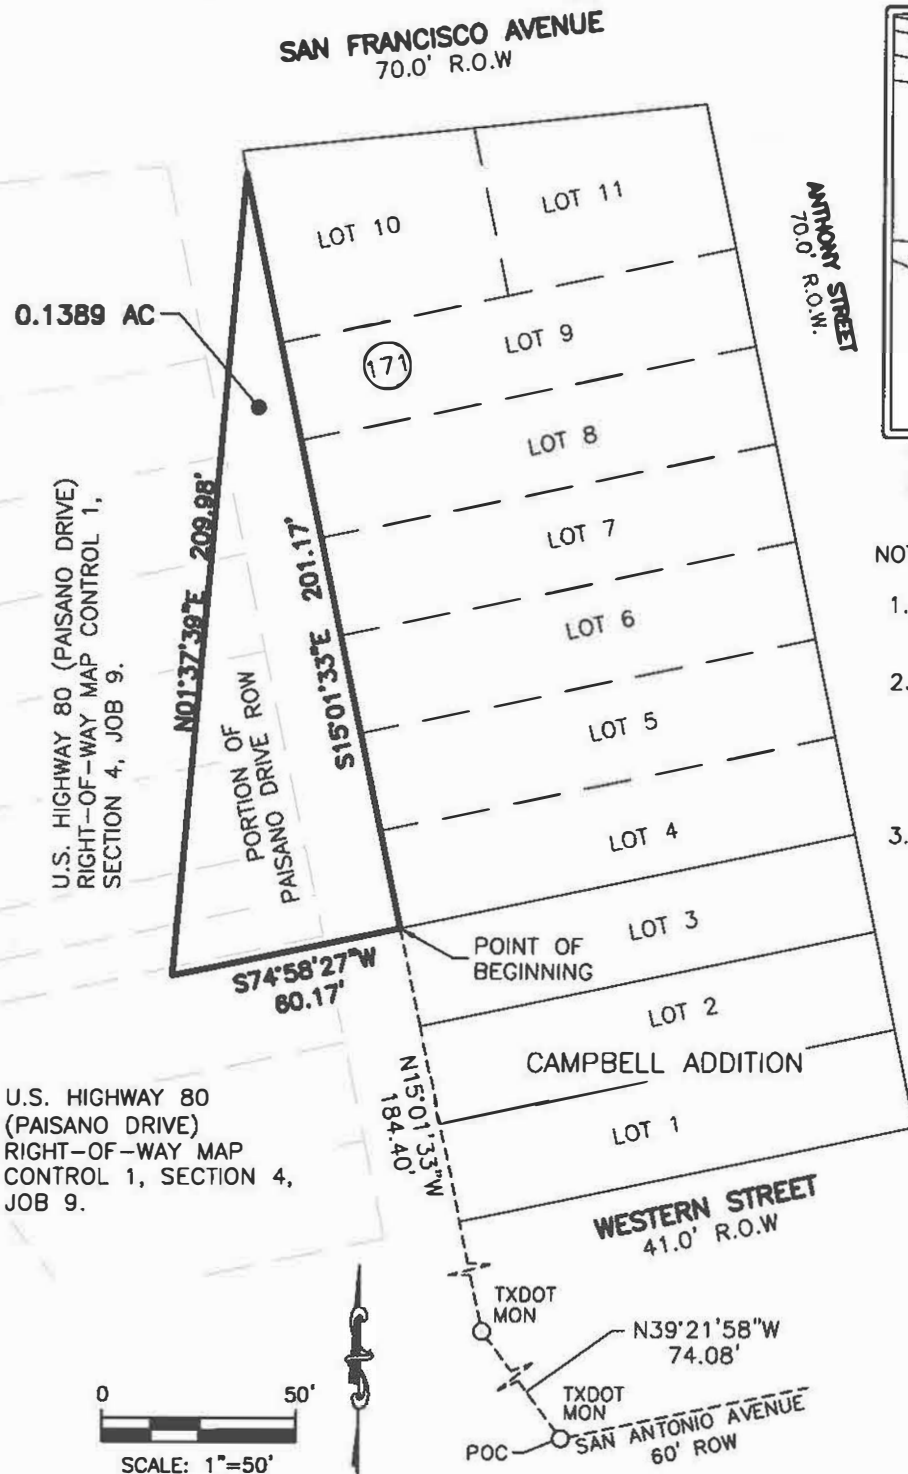 SAN FRANCISCO AVENUE
70.0' R.O.W
ANTHONY STREET
70.0' R.O.W.
LOT 10
LOT 11
0.1389 AC
LOT 9
171
LOT 8
LOT 7
LOT 6
LOT 5
LOT 4
LOT 3
LOT 2
CAMPBELL ADDITION
LOT 1
N01°37'39"E 209.98'
S15°01'33"E 201.17'
U.S. HIGHWAY 80 (PAISANO DRIVE)
RIGHT-OF-WAY MAP CONTROL 1,
SECTION 4, JOB 9.
PORTION OF
PAISANO DRIVE ROW
NOT
1.
2.
3.
POINT OF
BEGINNING
S74°58'27"W
60.17'
N15°01'33"W
184.40'
U.S. HIGHWAY 80
(PAISANO DRIVE)
RIGHT-OF-WAY MAP
CONTROL 1, SECTION 4,
JOB 9.
WESTERN STREET
41.0' R.O.W
TXDOT
MON
N39°21'58"W
74.08'
TXDOT
MON
POC
SAN ANTONIO AVENUE
60' ROW
0 50'
SCALE: 1"=50'